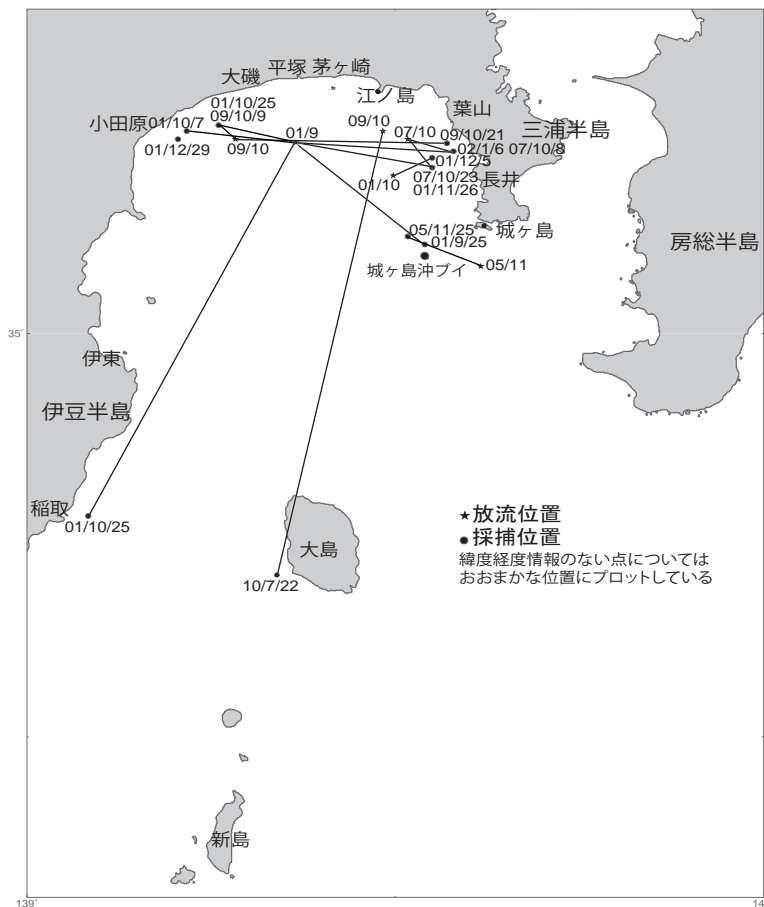 平塚 茅ヶ崎
大磯
江ノ島
01/10/25
09/10/9
葉山
小田原
01/10/7
09/10
01/9
07/10
09/10/21
三浦半島
02/1/6
07/10/8
01/12/29
09/10
01/12/5
01/10
07/10/23
01/11/26
長井
05/11/25
城ヶ島
01/9/25
房総半島
城ヶ島沖ブイ
05/11
35°
伊東
伊豆半島
稲取
01/10/25
★放流位置
●採捕位置
緯度経度情報のない点については
おおまかな位置にプロットしている
大島
10/7/22
新島
139°
14